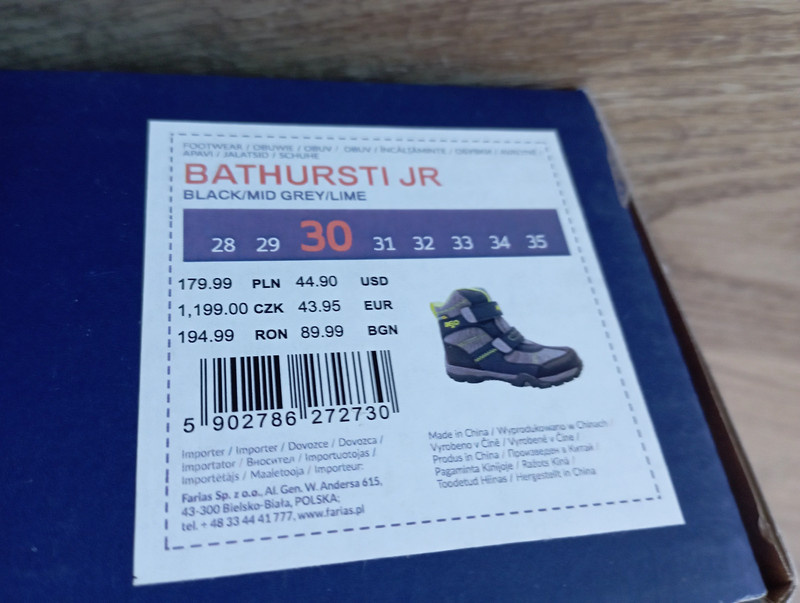 FOOTWEAR / OBUWIE / OBUV / OBUV / ÎNCĂLȚĂMINTE / ОБУВКИ / AVALYNĖ /
APAVI / JALATSID / SCHUHE
BATHURSTI JR
BLACK/MID GREY/LIME
28 29 30 31 32 33 34 35
179.99 PLN 44.90 USD
1,199.00 CZK 43.95 EUR
194.99 RON 89.99 BGN
5 902786 272730
Importer / Importer / Dovozce / Dovozca /
Importator / Вносител / Importuotojas /
Importētājs / Maaletooja / Importeur:
Farias Sp. z o.o., Al. Gen. W. Andersa 615,
43-300 Bielsko-Biała, POLSKA;
tel. + 48 33 44 41 777, www.farias.pl
Made in China / Wyprodukowano w Chinach /
Vyrobeno v Číně / Vyrobené v Číne /
Produs in China / Произведен в Китай /
Pagaminta Kinijoje / Ražots Ķīnā /
Toodetud Hiinas / Hergestellt in China